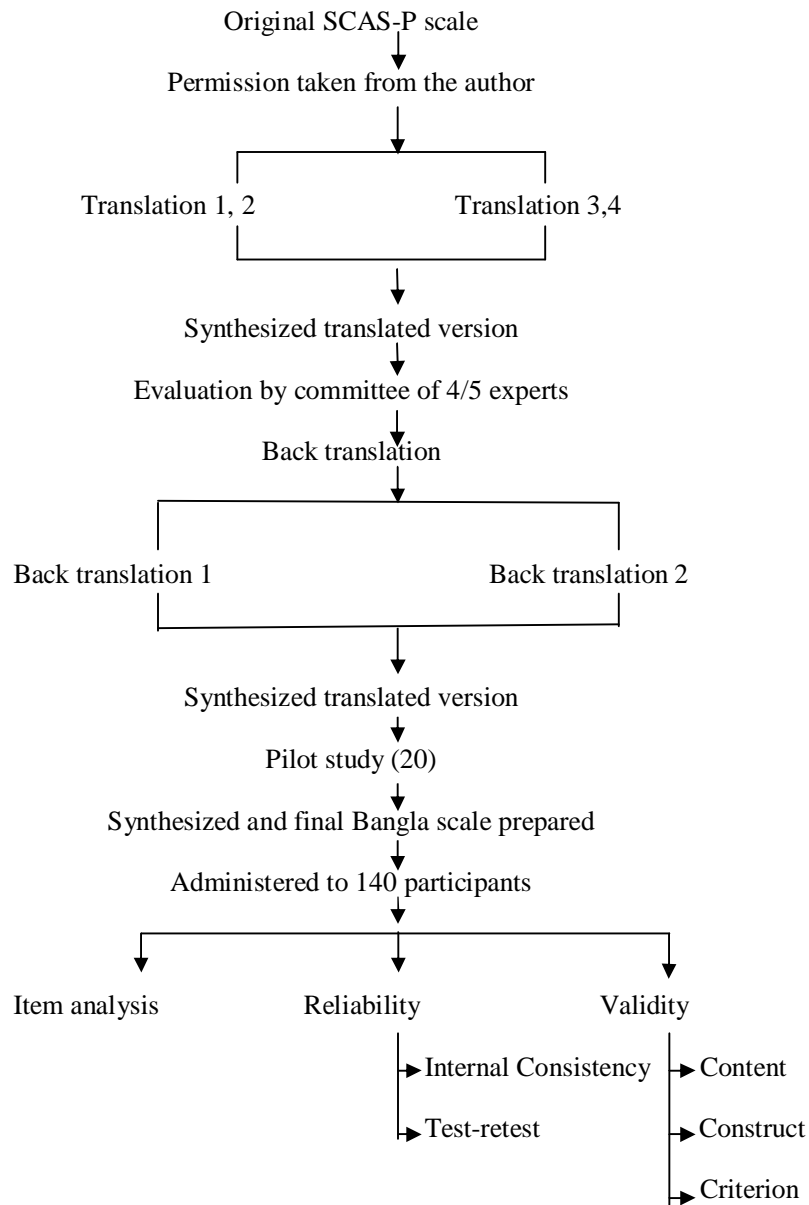 Original SCAS-P scale
Permission taken from the author
Translation 1, 2 Translation 3,4
Synthesized translated version
Evaluation by committee of 4/5 experts
Back translation
Back translation 1 Back translation 2
Synthesized translated version
Pilot study (20)
Synthesized and final Bangla scale prepared
Administered to 140 participants
Item analysis Reliability Validity
Internal Consistency Content
Test-retest Construct
Criterion